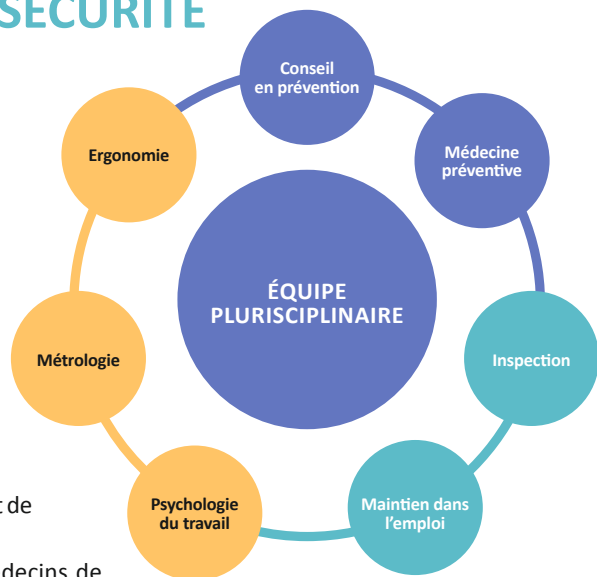 SÉCURITÉ
Conseil
en prévention
Médecine
préventive
Ergonomie
ÉQUIPE
PLURISCIPLINAIRE
Métrologie
Inspection
Psychologie
du travail
Maintien dans
l'emploi
de
de